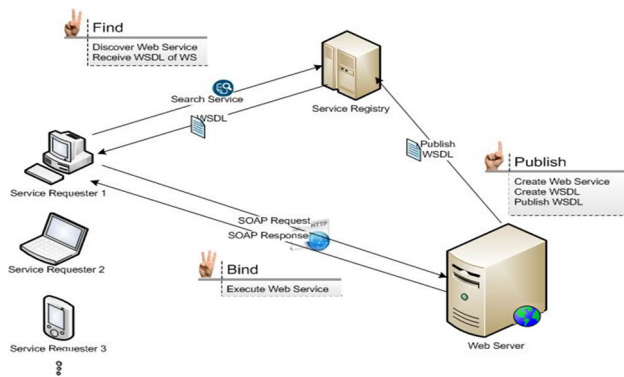 Find
Discover Web Service
Receive WSDL of WS
Search Service
WSDL
Service Registry
Publish
WSDL
Publish
Create Web Service
Create WSDL
Publish WSDL
Service Requester 1
SOAP Request
HTTP
SOAP Response
Service Requester 2
Bind
Execute Web Service
Web Server
Service Requester 3